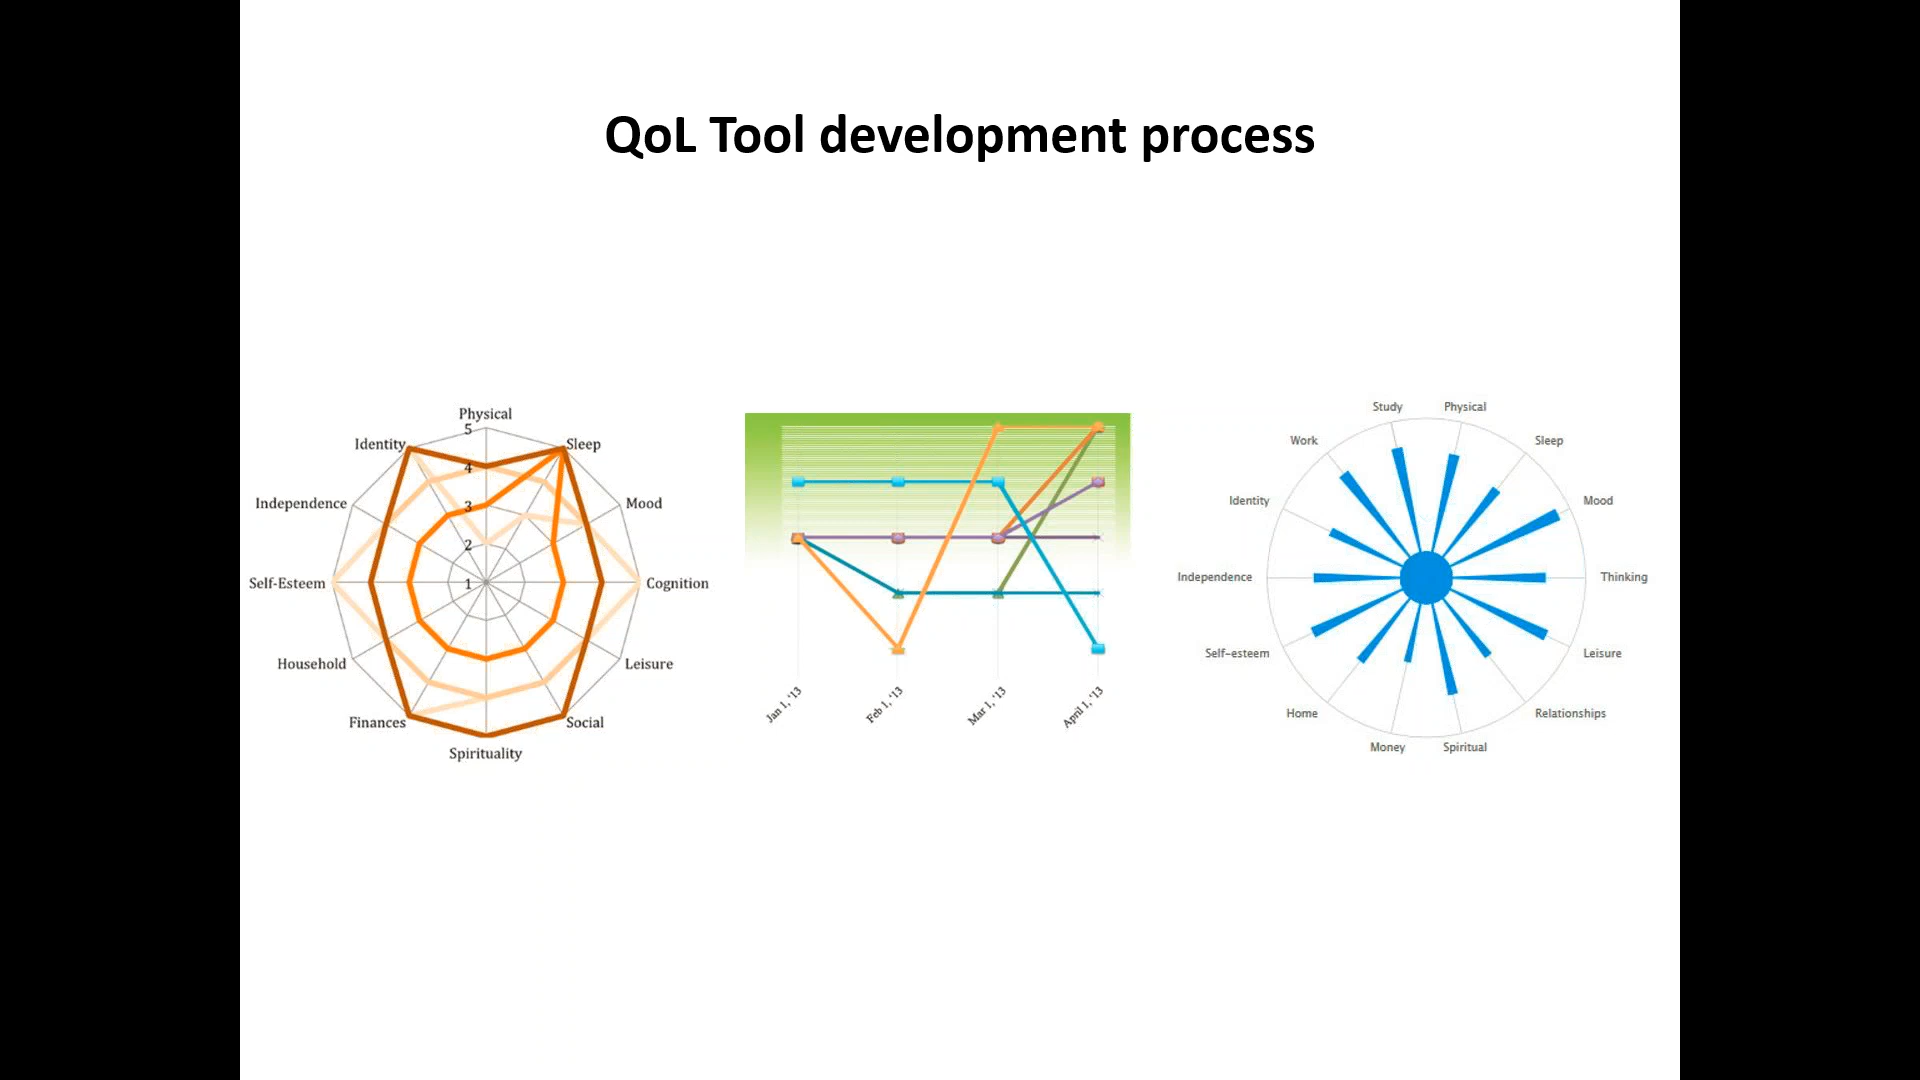 QoL Tool development process
Physical
5
Identity
Sleep
4
Independence
3
Mood
2
Self-Esteem
1
Cognition
Household
Leisure
Finances
Social
Spirituality
Jan 1, '13
Feb 1, '13
Mar 1, '13
April 1, '13
Study
Physical
Work
Sleep
Identity
Mood
Independence
Thinking
Self-esteem
Leisure
Home
Relationships
Money
Spiritual